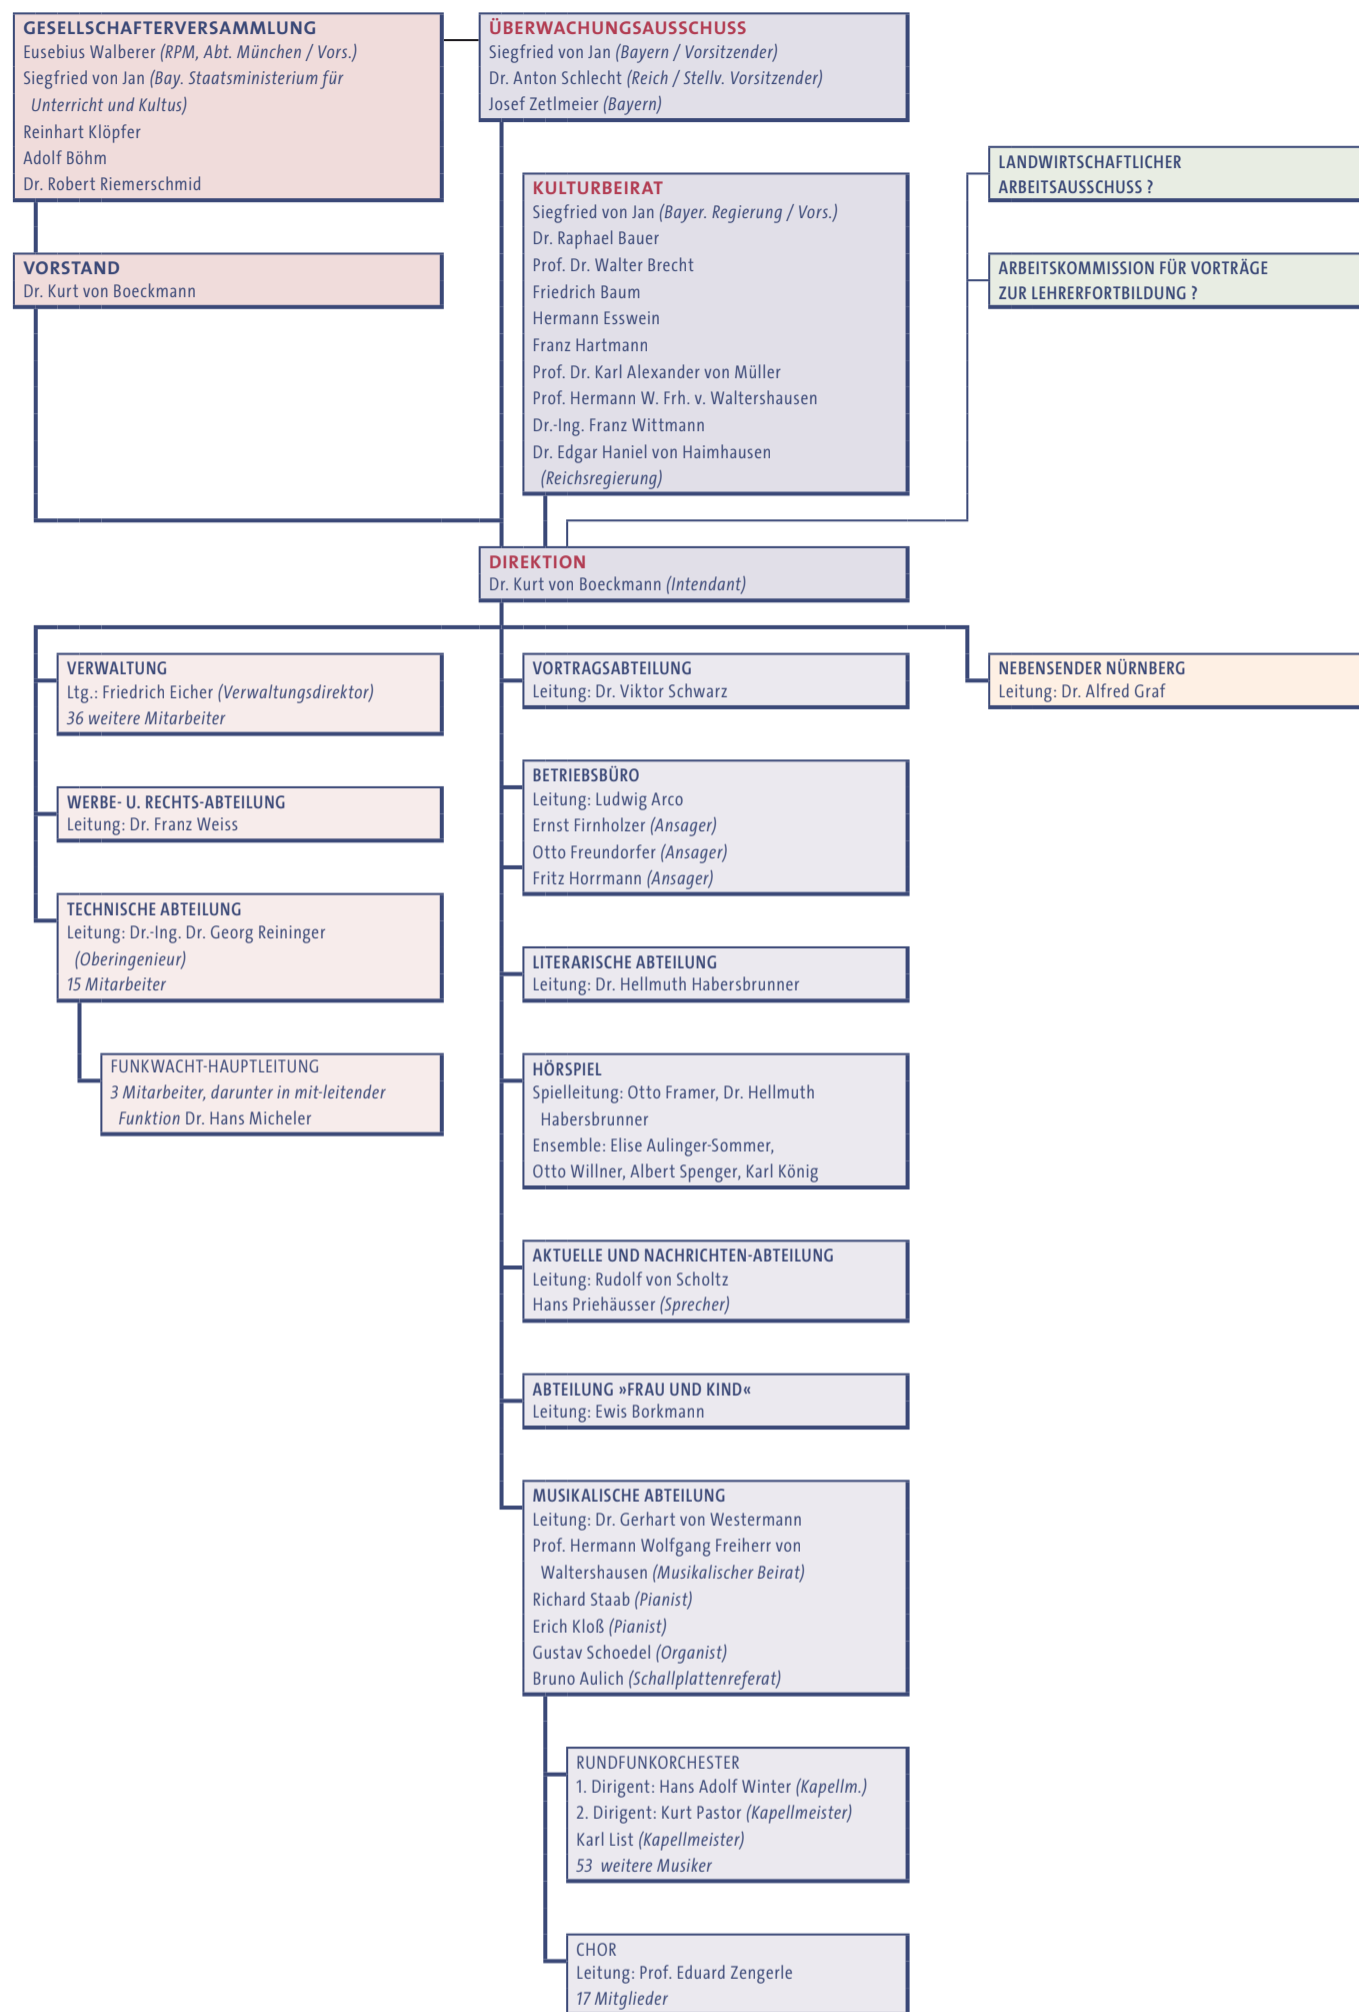 GESELLSCHAFTERVERSAMMLUNG
Eusebius Walberer (RPM, Abt. München / Vors.)
Siegfried von Jan (Bay. Staatsministerium für
Unterricht und Kultus)
Reinhart Klöpfer
Adolf Böhm
Dr. Robert Riemerschmid
VORSTAND
Dr. Kurt von Boeckmann
ÜBERWACHUNGSAUSSCHUSS
Siegfried von Jan (Bayern / Vorsitzender)
Dr. Anton Schlecht (Reich / Stellv. Vorsitzender)
Josef Zetlmeier (Bayern)
KULTURBEIRAT
Siegfried von Jan (Bayer. Regierung / Vors.)
Dr. Raphael Bauer
Prof. Dr. Walter Brecht
Friedrich Baum
Hermann Esswein
Franz Hartmann
Prof. Dr. Karl Alexander von Müller
Prof. Hermann W. Frh. v. Waltershausen
Dr.-Ing. Franz Wittmann
Dr. Edgar Haniel von Haimhausen
(Reichsregierung)
LANDWIRTSCHAFTLICHER
ARBEITSAUSSCHUSS ?
ARBEITSKOMMISSION FÜR VORTRÄGE
ZUR LEHRERFORTBILDUNG ?
DIREKTION
Dr. Kurt von Boeckmann (Intendant)
VERWALTUNG
Ltg.: Friedrich Eicher (Verwaltungsdirektor)
36 weitere Mitarbeiter
WERBE- U. RECHTS-ABTEILUNG
Leitung: Dr. Franz Weiss
TECHNISCHE ABTEILUNG
Leitung: Dr.-Ing. Dr. Georg Reininger
(Oberingenieur)
15 Mitarbeiter
FUNKWACHT-HAUPTLEITUNG
3 Mitarbeiter, darunter in mit-leitender
Funktion Dr. Hans Micheler
VORTRAGSABTEILUNG
Leitung: Dr. Viktor Schwarz
BETRIEBSBÜRO
Leitung: Ludwig Arco
Ernst Firnholzer (Ansager)
Otto Freundorfer (Ansager)
Fritz Horrmann (Ansager)
LITERARISCHE ABTEILUNG
Leitung: Dr. Hellmuth Habersbrunner
HÖRSPIEL
Spielleitung: Otto Framer, Dr. Hellmuth
Habersbrunner
Ensemble: Elise Aulinger-Sommer,
Otto Willner, Albert Spenger, Karl König
AKTUELLE UND NACHRICHTEN-ABTEILUNG
Leitung: Rudolf von Scholtz
Hans Priehäusser (Sprecher)
ABTEILUNG »FRAU UND KIND«
Leitung: Ewis Borkmann
MUSIKALISCHE ABTEILUNG
Leitung: Dr. Gerhart von Westermann
Prof. Hermann Wolfgang Freiherr von
Waltershausen (Musikalischer Beirat)
Richard Staab (Pianist)
Erich Kloß (Pianist)
Gustav Schoedel (Organist)
Bruno Aulich (Schallplattenreferat)
RUNDFUNKORCHESTER
1. Dirigent: Hans Adolf Winter (Kapellm.)
2. Dirigent: Kurt Pastor (Kapellmeister)
Karl List (Kapellmeister)
53 weitere Musiker
CHOR
Leitung: Prof. Eduard Zengerle
17 Mitglieder
NEBENSENDER NÜRNBERG
Leitung: Dr. Alfred Graf